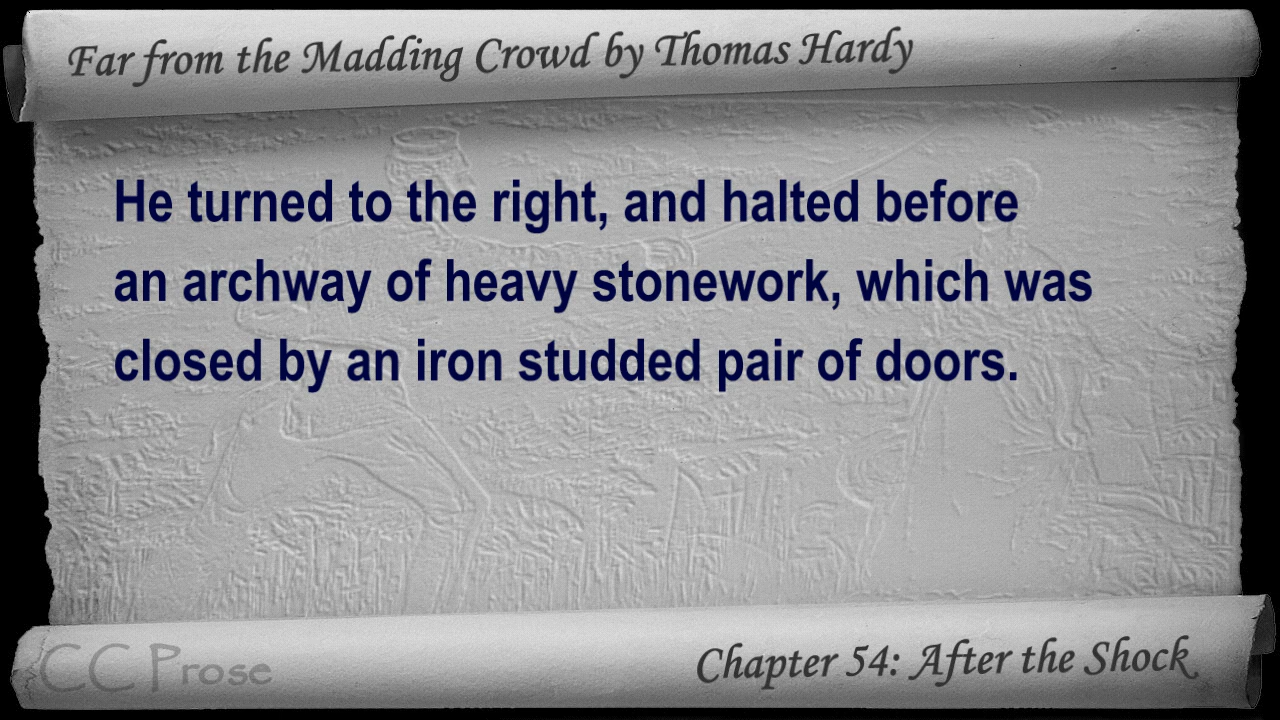 Far from the Madding Crowd by Thomas Hardy
He turned to the right, and halted before
an archway of heavy stonework, which was
closed by an iron studded pair of doors.
CC Prose
Chapter 54: After the Shock